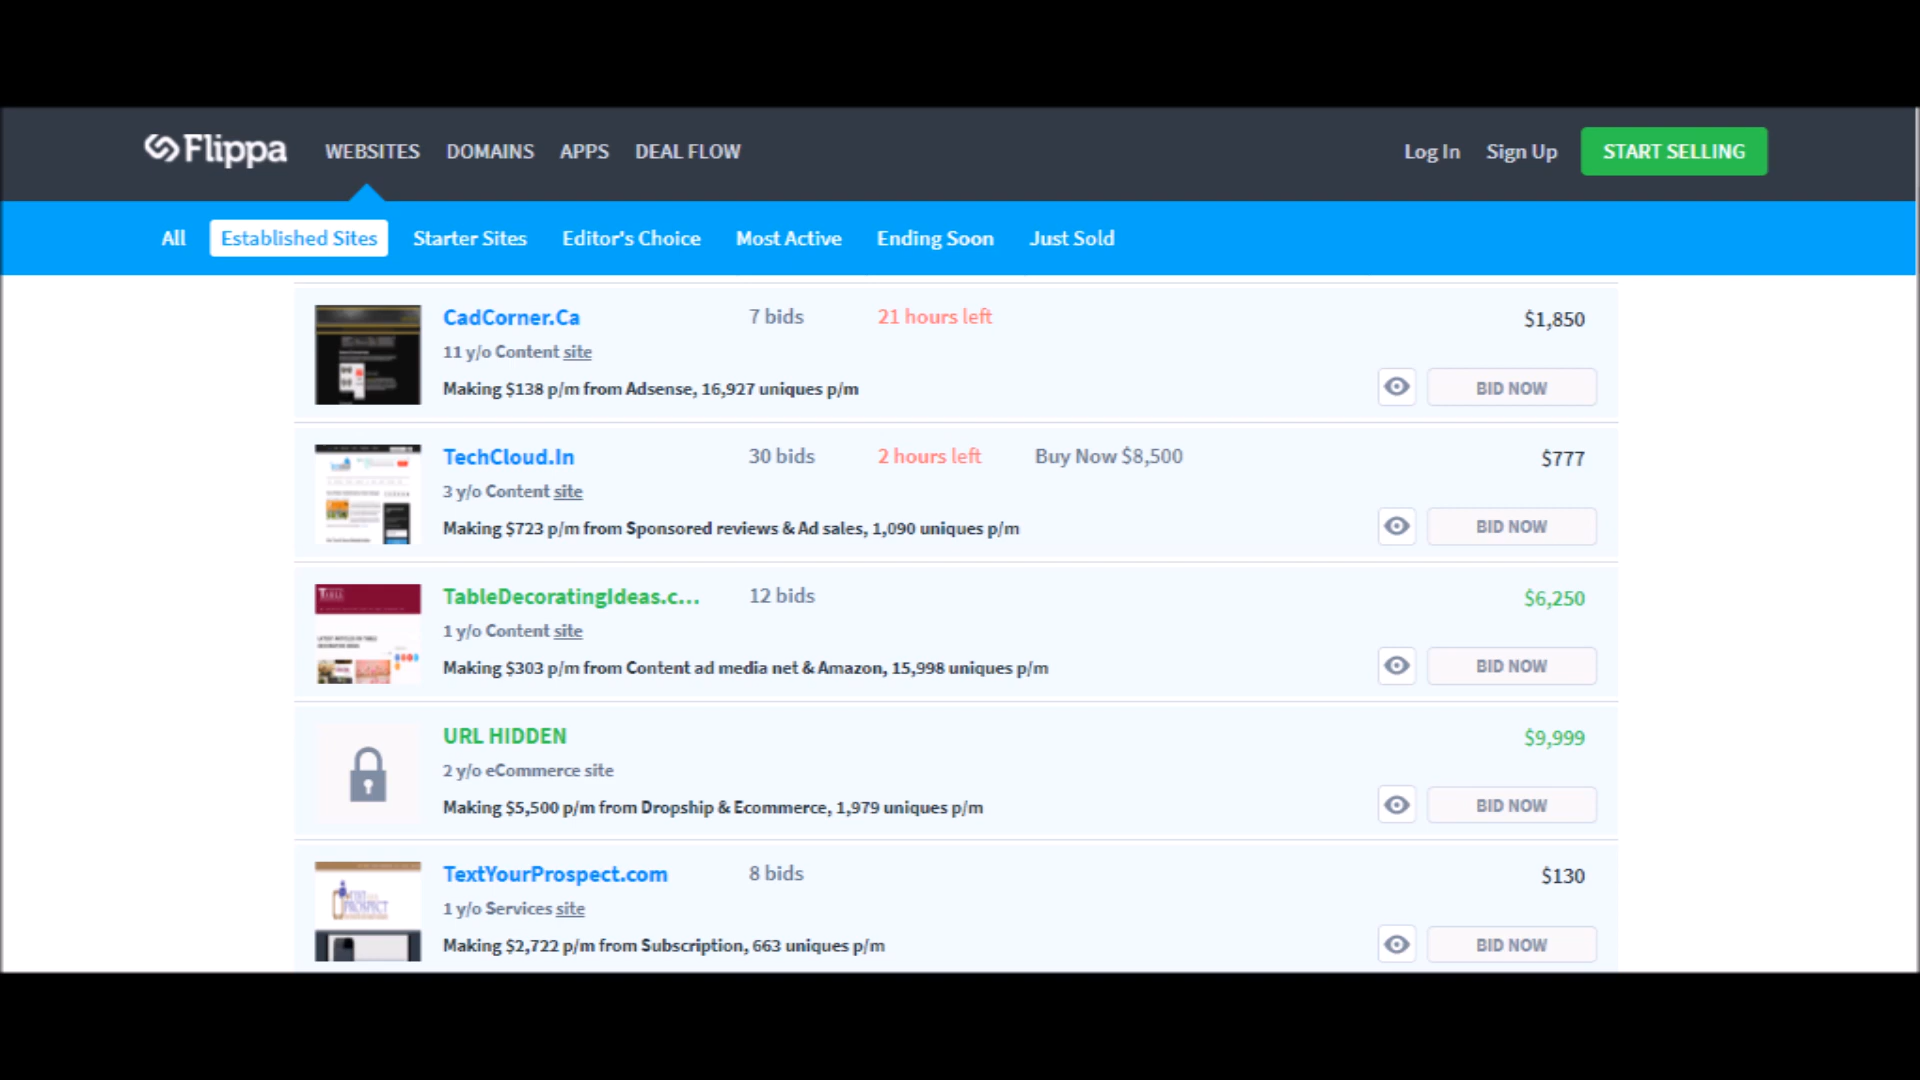 Flippa WEBSITES DOMAINS APPS DEAL FLOW Log In Sign Up START SELLING
All Established Sites Starter Sites Editor's Choice Most Active Ending Soon Just Sold
CadCorner.Ca 7 bids 21 hours left $1,850
11 y/o Content site
Making $138 p/m from Adsense, 16,927 uniques p/m BID NOW
TechCloud.In 30 bids 2 hours left Buy Now $8,500 $777
3 y/o Content site
Making $723 p/m from Sponsored reviews & Ad sales, 1,090 uniques p/m BID NOW
TableDecoratingIdeas.c... 12 bids $6,250
1 y/o Content site
Making $303 p/m from Content ad media net & Amazon, 15,998 uniques p/m BID NOW
URL HIDDEN $9,999
2 y/o eCommerce site
Making $5,500 p/m from Dropship & Ecommerce, 1,979 uniques p/m BID NOW
TextYourProspect.com 8 bids $130
1 y/o Services site
Making $2,722 p/m from Subscription, 663 uniques p/m BID NOW